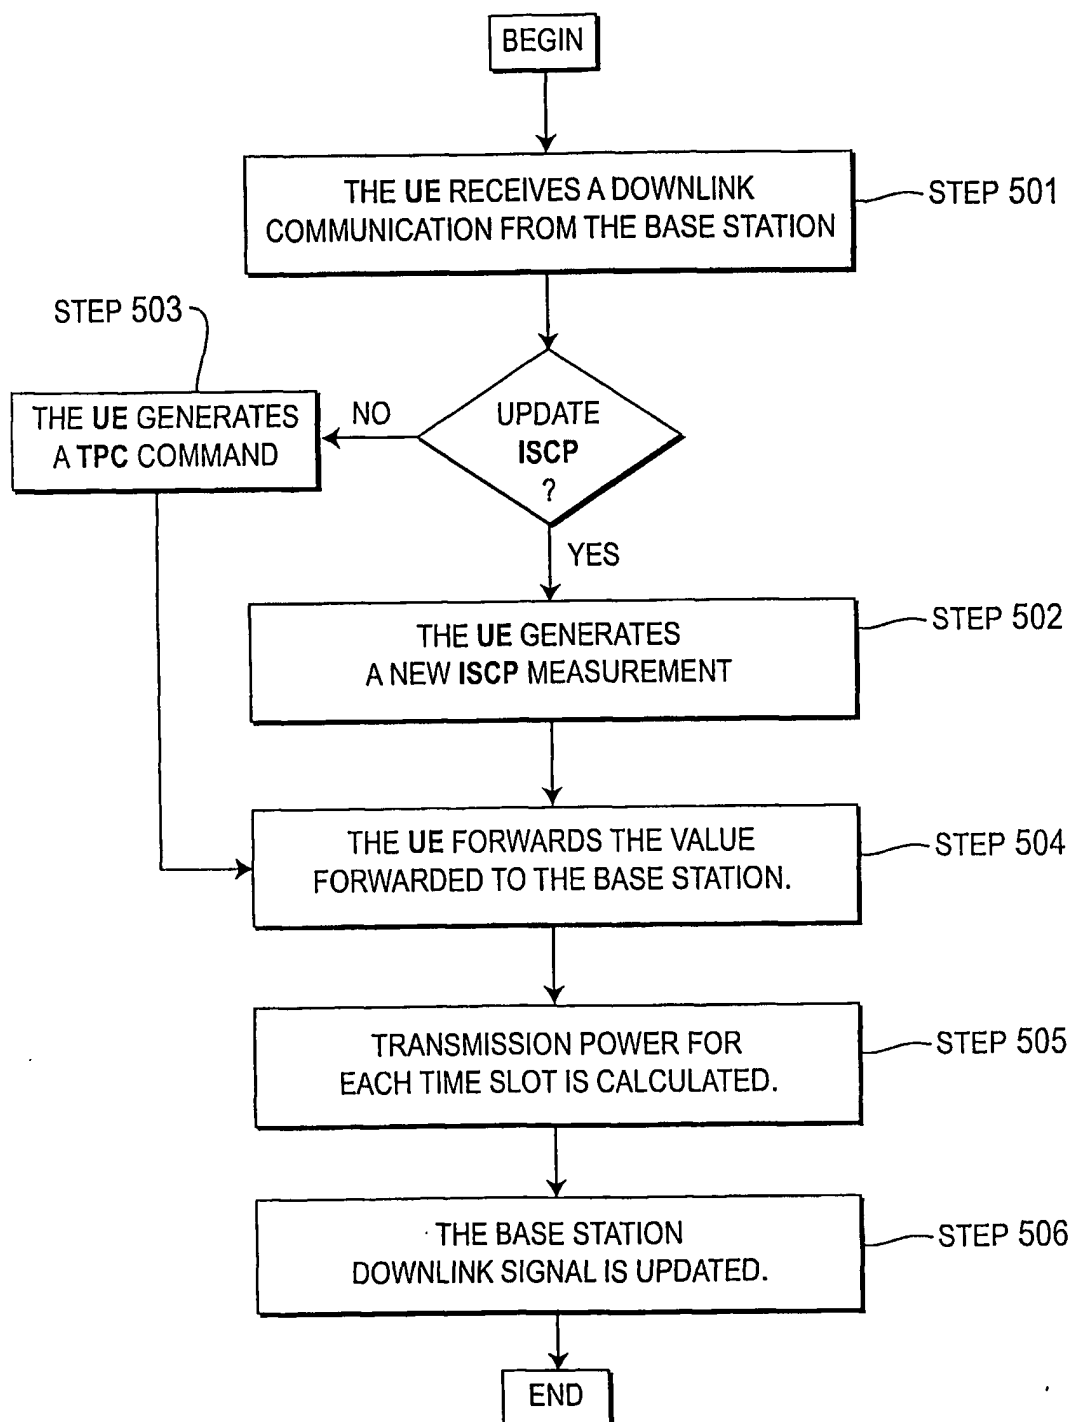 BEGIN
THE UE RECEIVES A DOWNLINK
COMMUNICATION FROM THE BASE STATION
STEP 501
STEP 503
THE UE GENERATES
A TPC COMMAND
NO
UPDATE
ISCP
?
YES
THE UE GENERATES
A NEW ISCP MEASUREMENT
STEP 502
THE UE FORWARDS THE VALUE
FORWARDED TO THE BASE STATION.
STEP 504
TRANSMISSION POWER FOR
EACH TIME SLOT IS CALCULATED.
STEP 505
THE BASE STATION
DOWNLINK SIGNAL IS UPDATED.
STEP 506
END